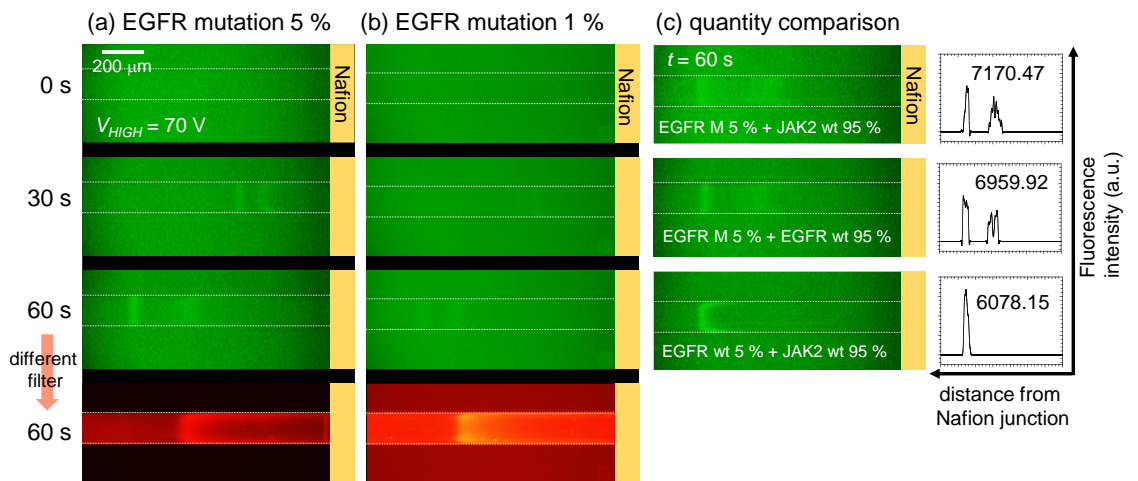 (a) EGFR mutation 5 %
(b) EGFR mutation 1 %
(c) quantity comparison
0 s
200 μm
V_HIGH = 70 V
Nafion
Nafion
t = 60 s
EGFR M 5 % + JAK2 wt 95 %
Nafion
7170.47
30 s
EGFR M 5 % + EGFR wt 95 %
6959.92
60 s
EGFR wt 5 % + JAK2 wt 95 %
6078.15
Fluorescence
intensity (a.u.)
different
filter
60 s
distance from
Nafion junction